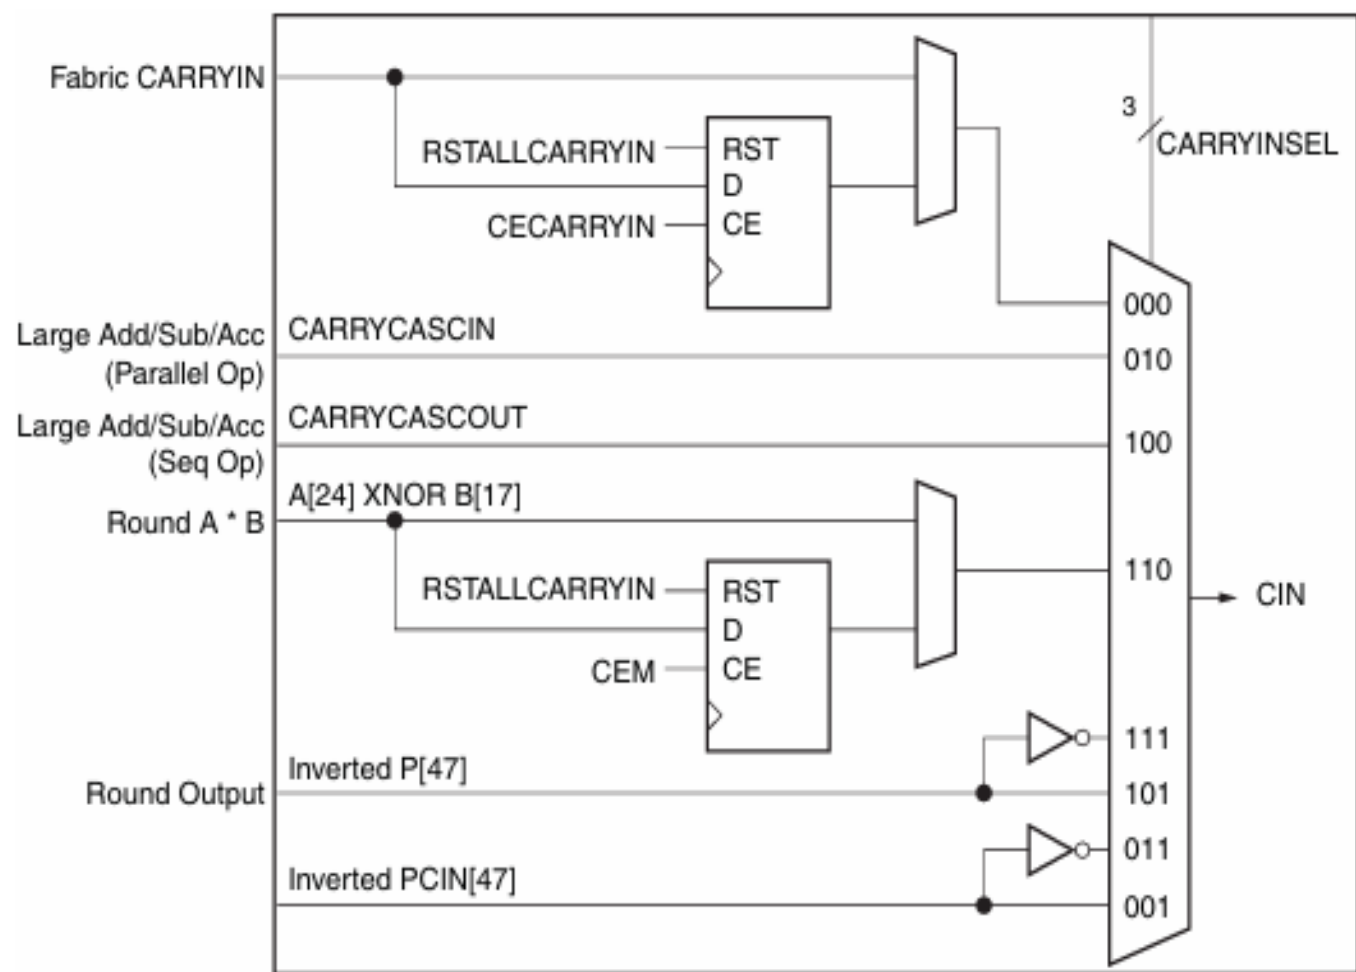 Fabric CARRYIN
3
CARRYINSEL
RSTALLCARRYIN
RST
D
CECARRYIN
CE
000
Large Add/Sub/Acc
(Parallel Op)
CARRYCASCIN
010
Large Add/Sub/Acc
(Seq Op)
CARRYCASCOUT
100
A[24] XNOR B[17]
Round A * B
RSTALLCARRYIN
RST
D
CEM
CE
110
CIN
111
Inverted P[47]
Round Output
101
011
Inverted PCIN[47]
001